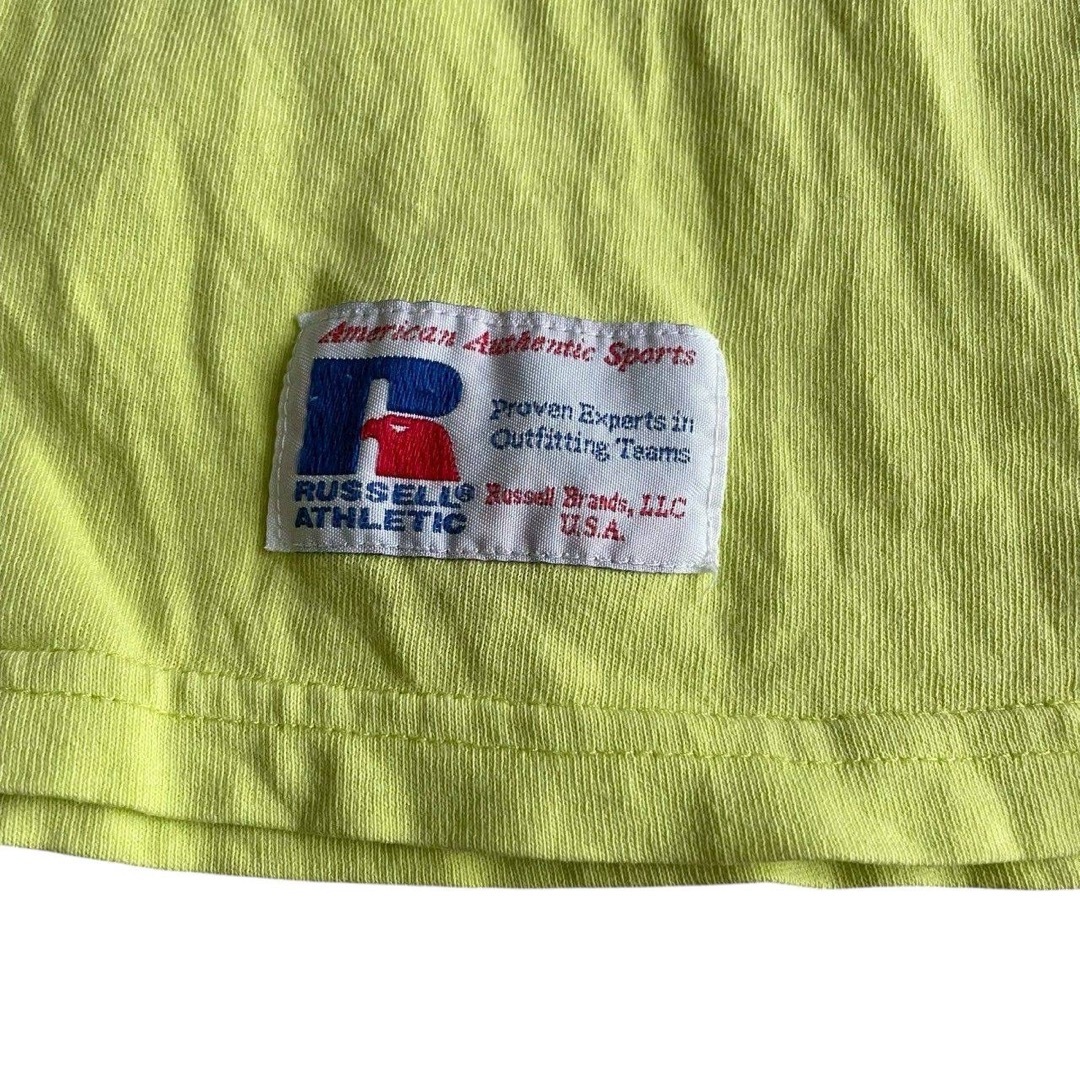 American Authentic Sports
R
Proven Experts in
Outfitting Teams
RUSSELL®
ATHLETIC
Russell Brands, LLC
U.S.A.